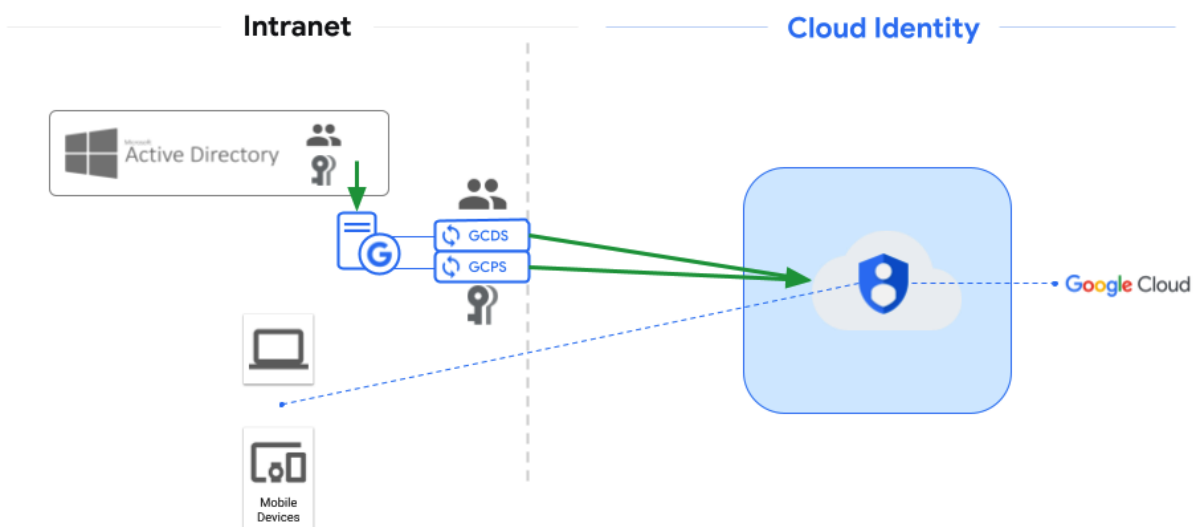 Intranet
Cloud Identity
Microsoft
Active Directory
GCDS
GCPS
G
Google Cloud
Mobile
Devices